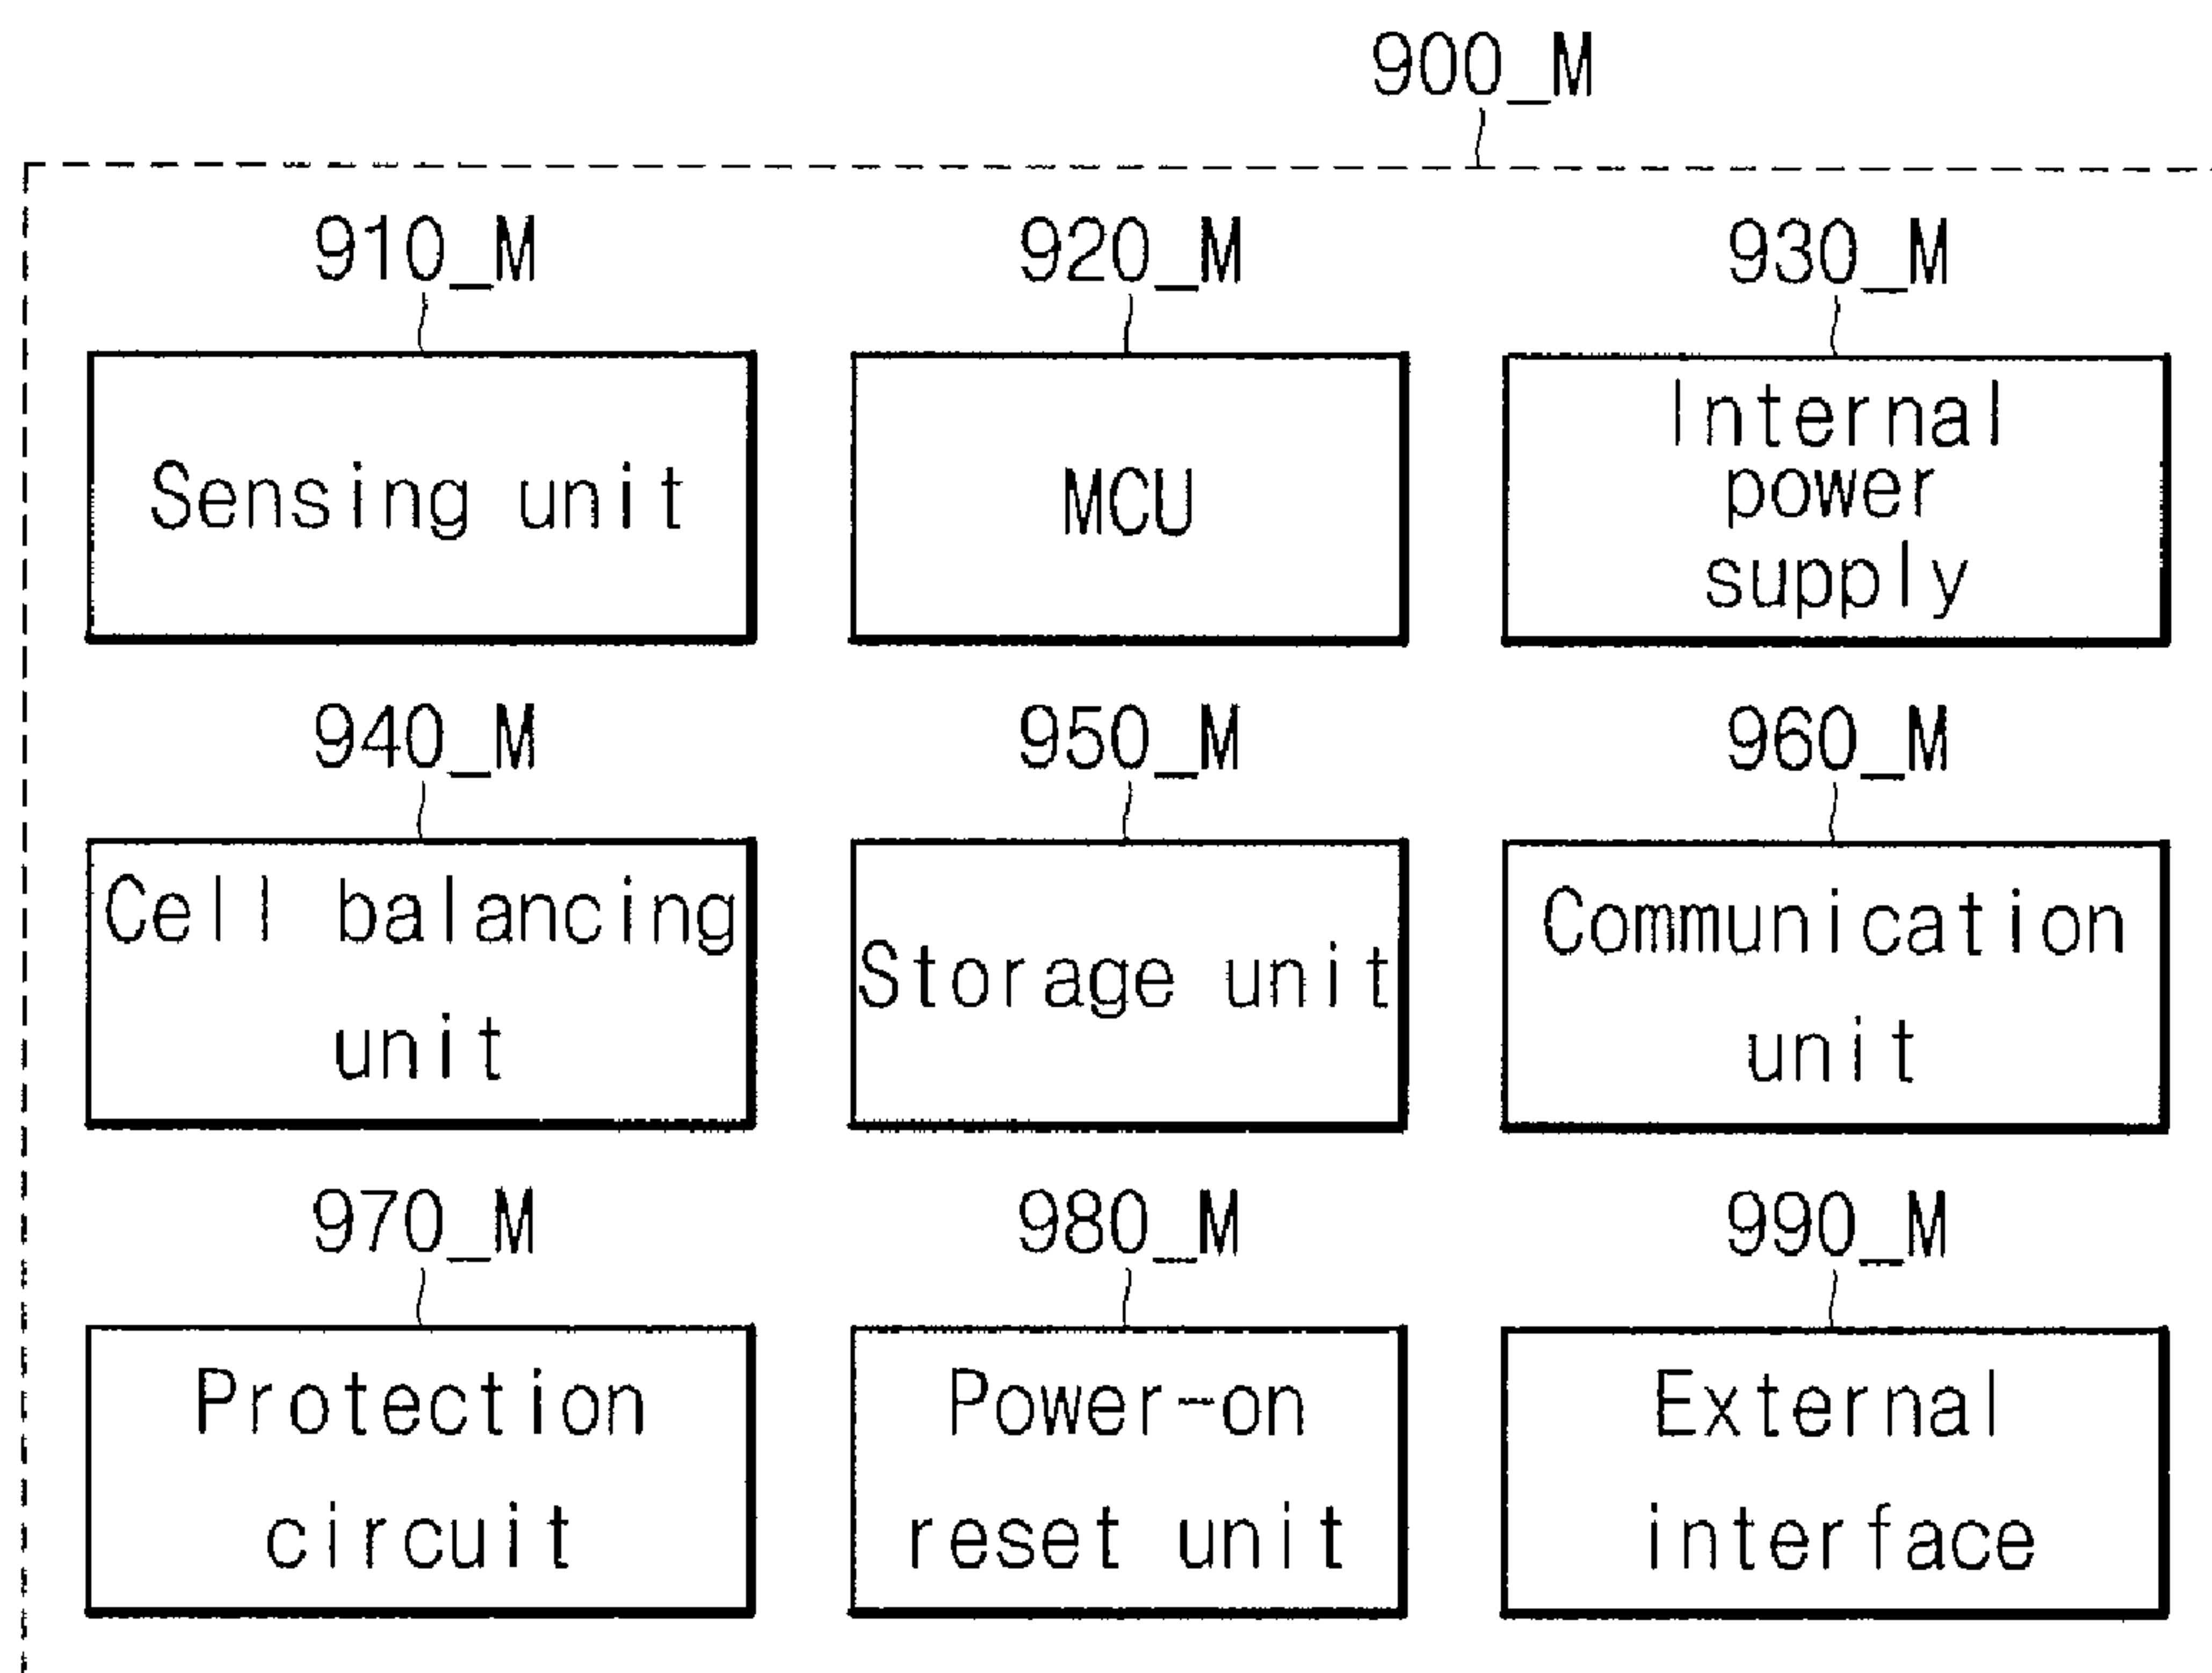 900_M
910_M
920_M
930_M
Sensing unit
MCU
Internal
power
supply
940_M
950_M
960_M
Cell balancing
unit
Storage unit
Communication
unit
970_M
980_M
990_M
Protection
circuit
Power-on
reset unit
External
interface